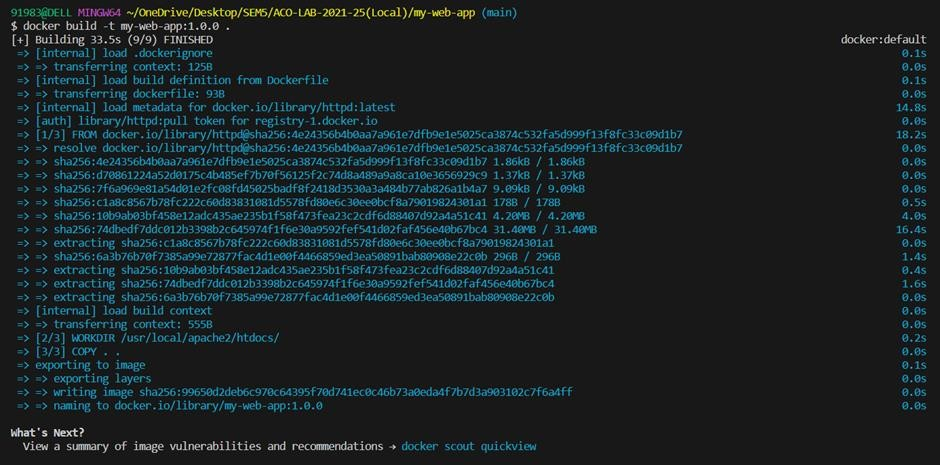 91983@DELL MINGW64 ~/OneDrive/Desktop/SEM5/ACO-LAB-2021-25(Local)/my-web-app (main)
$ docker build -t my-web-app:1.0.0 .
[+] Building 33.5s (9/9) FINISHED docker:default
=> [internal] load .dockerignore 0.1s
=> => transferring context: 125B 0.0s
=> [internal] load build definition from Dockerfile 0.1s
=> => transferring dockerfile: 93B 0.0s
=> [internal] load metadata for docker.io/library/httpd:latest 14.8s
=> [auth] library/httpd:pull token for registry-1.docker.io 0.0s
=> [1/3] FROM docker.io/library/httpd@sha256:4e24356b4b0aa7a961e7dfb9e1e5025ca3874c532fa5d999f13f8fc33c09d1b7 18.2s
=> => resolve docker.io/library/httpd@sha256:4e24356b4b0aa7a961e7dfb9e1e5025ca3874c532fa5d999f13f8fc33c09d1b7 0.0s
=> => sha256:4e24356b4b0aa7a961e7dfb9e1e5025ca3874c532fa5d999f13f8fc33c09d1b7 1.86kB / 1.86kB 0.0s
=> => sha256:d70861224a52d0175c4b485ef7b70f56125f2c74d8a489a9a8ca10e3656929c9 1.37kB / 1.37kB 0.0s
=> => sha256:7f6a969e81a54d01e2fc08fd45025badf8f2418d3530a3a484b77ab826a1b4a7 9.09kB / 9.09kB 0.0s
=> => sha256:c1a8c8567b78fc222c60d83831081d5578fd80e6c30ee0bcf8a79019824301a1 178B / 178B 0.5s
=> => sha256:10b9ab03bf458e12adc435ae235b1f58f473fea23c2cdf6d88407d92a4a51c41 4.20MB / 4.20MB 4.0s
=> => sha256:74dbedf7ddc012b3398b2c645974f1f6e30a9592fef541d02faf456e40b67bc4 31.40MB / 31.40MB 16.4s
=> => extracting sha256:c1a8c8567b78fc222c60d83831081d5578fd80e6c30ee0bcf8a79019824301a1 0.0s
=> => sha256:6a3b76b70f7385a99e72877fac4d1e00f4466859ed3ea50891bab80908e22c0b 296B / 296B 1.4s
=> => extracting sha256:10b9ab03bf458e12adc435ae235b1f58f473fea23c2cdf6d88407d92a4a51c41 0.4s
=> => extracting sha256:74dbedf7ddc012b3398b2c645974f1f6e30a9592fef541d02faf456e40b67bc4 1.6s
=> => extracting sha256:6a3b76b70f7385a99e72877fac4d1e00f4466859ed3ea50891bab80908e22c0b 0.0s
=> [internal] load build context 0.0s
=> => transferring context: 555B 0.0s
=> [2/3] WORKDIR /usr/local/apache2/htdocs/ 0.2s
=> [3/3] COPY . . 0.0s
=> exporting to image 0.1s
=> => exporting layers 0.0s
=> => writing image sha256:99650d2deb6c970c64395f70d741ec0c46b73a0eda4f7b7d3a903102c7f6a4ff 0.0s
=> => naming to docker.io/library/my-web-app:1.0.0 0.0s
What's Next?
View a summary of image vulnerabilities and recommendations → docker scout quickview